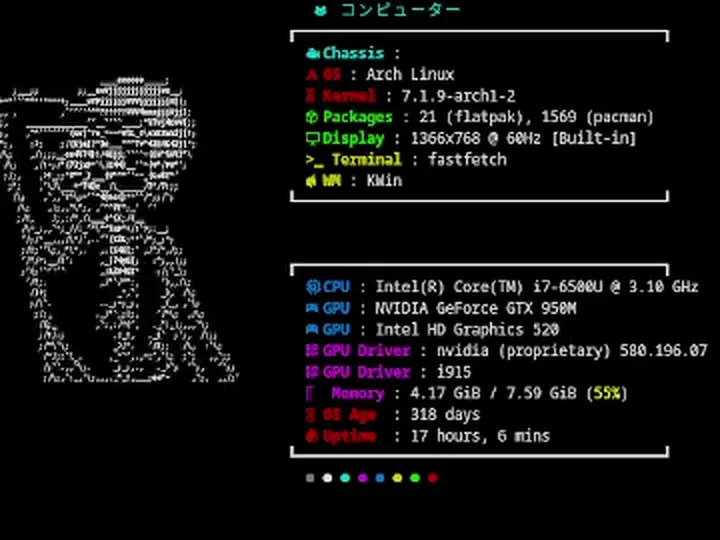 コンピューター
Chassis :
OS : Arch Linux
Kernel : 7.1.9-arch1-2
Packages : 21 (flatpak), 1569 (pacman)
Display : 1366x768 @ 60Hz [Built-in]
>_ Terminal : fastfetch
WM : KWin
CPU : Intel(R) Core(TM) i7-6500U @ 3.10 GHz
GPU : NVIDIA GeForce GTX 950M
GPU : Intel HD Graphics 520
GPU Driver : nvidia (proprietary) 580.196.07
GPU Driver : i915
Memory : 4.17 GiB / 7.59 GiB (55%)
OS Age : 318 days
Uptime : 17 hours, 6 mins